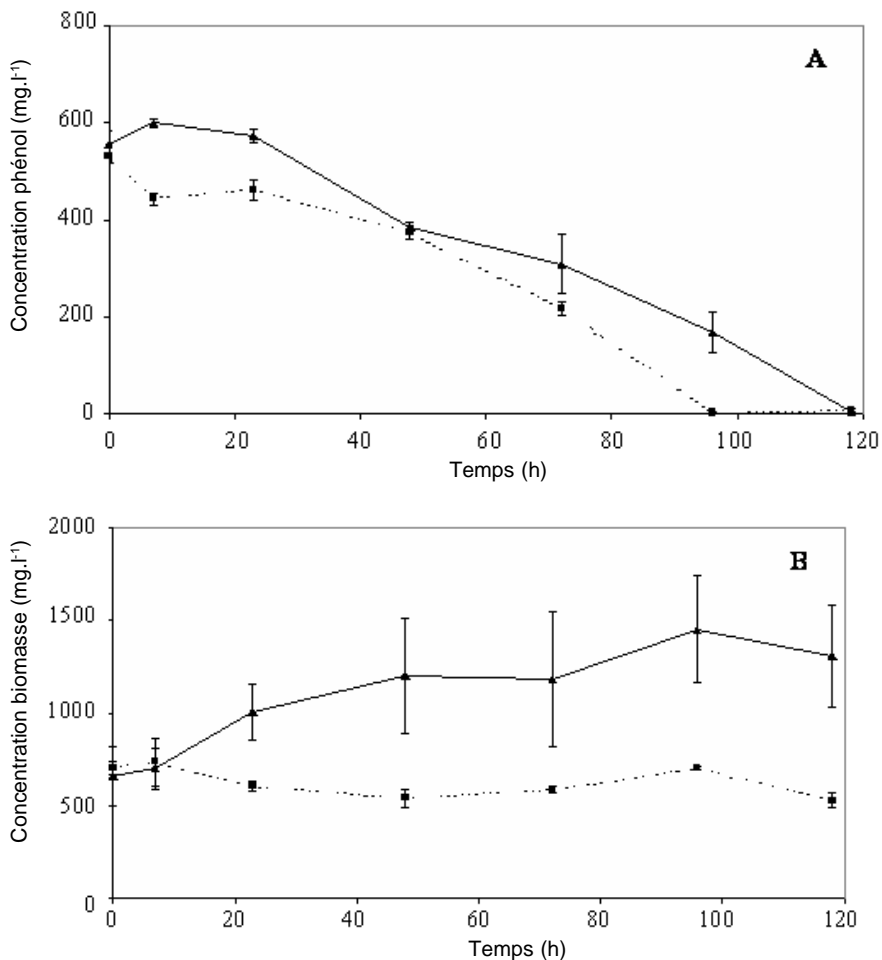 Concentration phénol (mg.l⁻¹)
800
600
400
200
0
A
0 20 40 60 80 100 120
Temps (h)
Concentration biomasse (mg.l⁻¹)
2000
1500
1000
500
0
B
0 20 40 60 80 100 120
Temps (h)